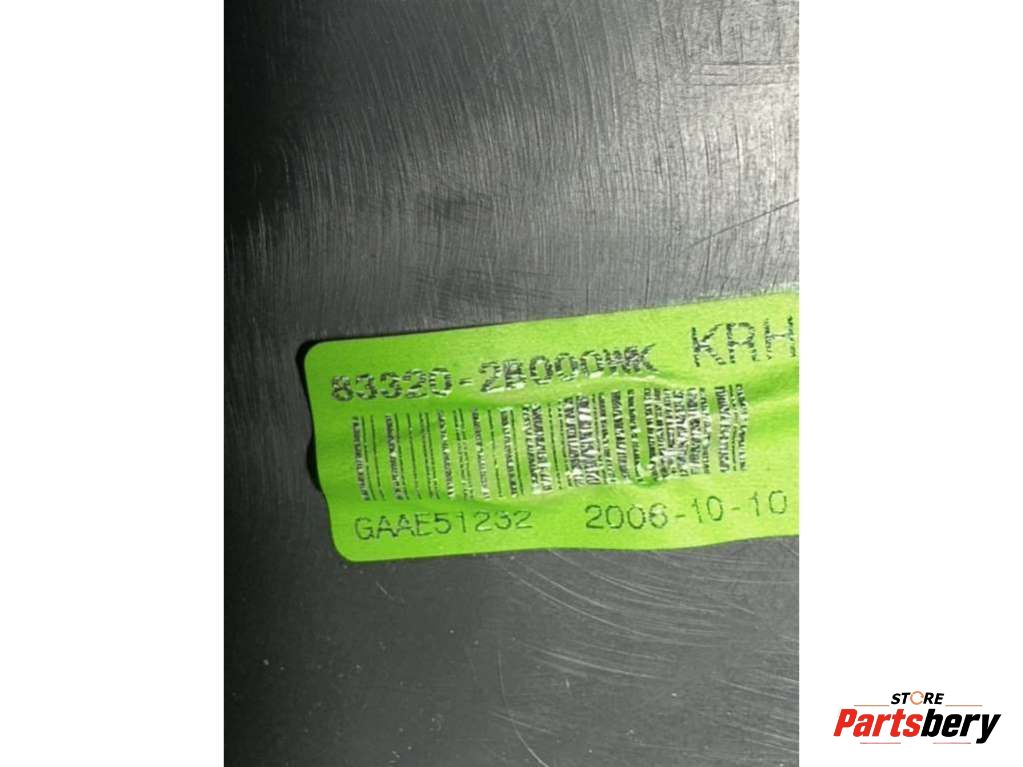 83320-2B000WK KRH
GAAE51232 2006-10-10
STORE
Partsbery